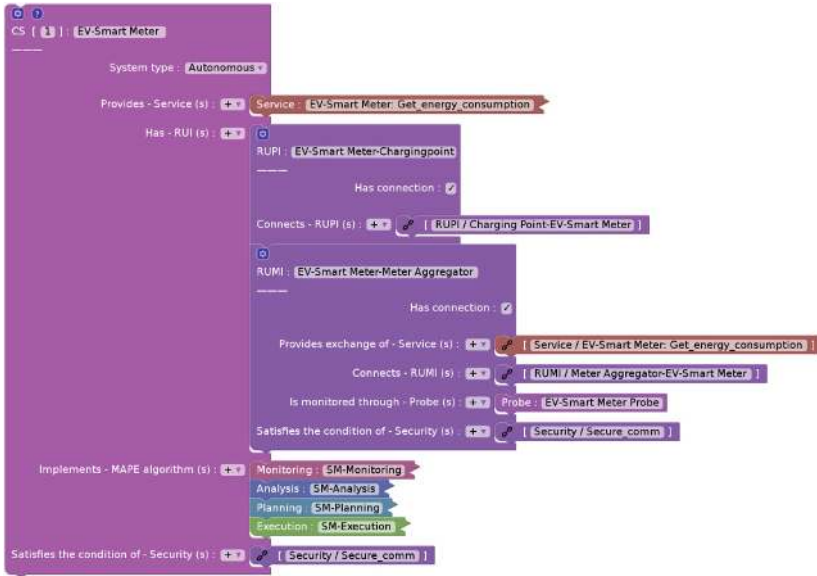 CS [ 1 ] : EV-Smart Meter
System type : Autonomous
Provides - Service (s) : + Service : EV-Smart Meter: Get_energy_consumption
Has - RUI (s) : +
RUPI : EV-Smart Meter-Chargingpoint
Has connection :
Connects - RUPI (s) : + [ RUPI / Charging Point-EV-Smart Meter ]
RUMI : EV-Smart Meter-Meter Aggregator
Has connection :
Provides exchange of - Service (s) : + [ Service / EV-Smart Meter: Get_energy_consumption ]
Connects - RUMI (s) : + [ RUMI / Meter Aggregator-EV-Smart Meter ]
Is monitored through - Probe (s) : + Probe : EV-Smart Meter Probe
Satisfies the condition of - Security (s) : + [ Security / Secure_comm ]
Implements - MAPE algorithm (s) : + Monitoring : SM-Monitoring
Analysis : SM-Analysis
Planning : SM-Planning
Execution : SM-Execution
Satisfies the condition of - Security (s) : + [ Security / Secure_comm ]